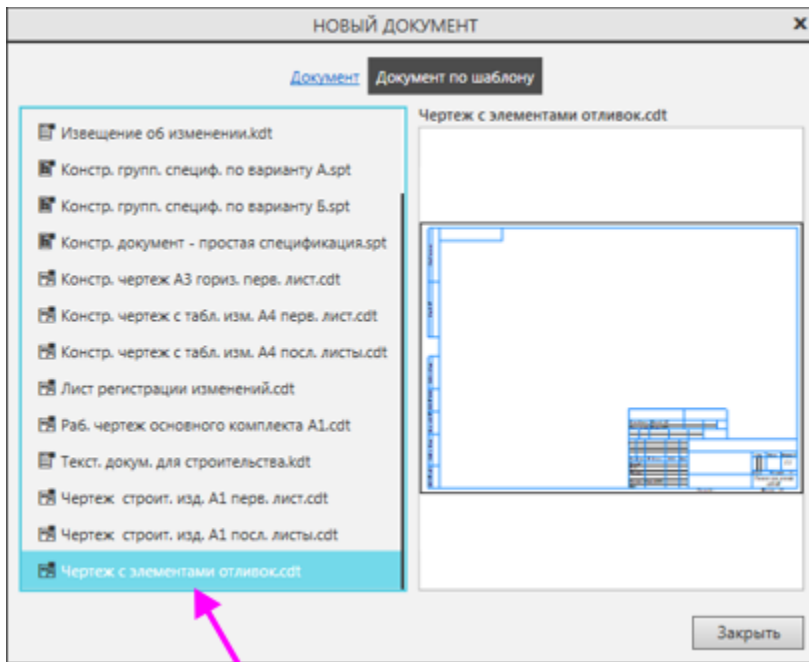 НОВЫЙ ДОКУМЕНТ
Документ Документ по шаблону
Извещение об изменении.kdt
Констр. групп. специф. по варианту А.spt
Констр. групп. специф. по варианту Б.spt
Констр. документ - простая спецификация.spt
Констр. чертеж А3 гориз. перв. лист.cdt
Констр. чертеж с табл. изм. А4 перв. лист.cdt
Констр. чертеж с табл. изм. А4 посл. листы.cdt
Лист регистрации изменений.cdt
Раб. чертеж основного комплекта А1.cdt
Текст. докум. для строительства.kdt
Чертеж строит. изд. А1 перв. лист.cdt
Чертеж строит. изд. А1 посл. листы.cdt
Чертеж с элементами отливок.cdt
Чертеж с элементами отливок.cdt
Закрыть